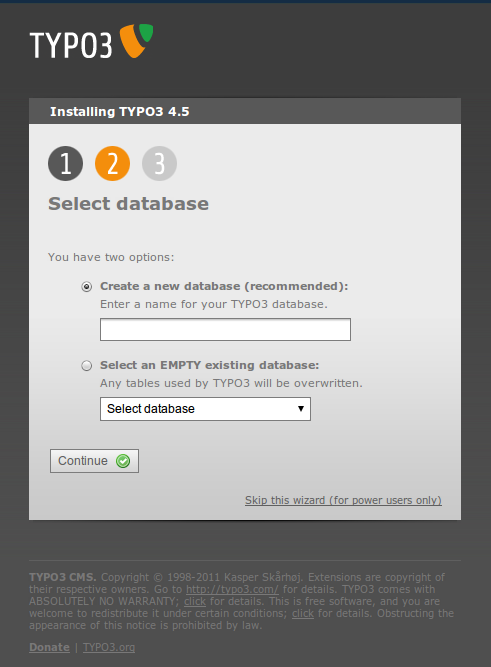 TYPO3
Installing TYPO3 4.5
1 2 3
Select database
You have two options:
Create a new database (recommended):
Enter a name for your TYPO3 database.
Select an EMPTY existing database:
Any tables used by TYPO3 will be overwritten.
Select database
Continue
Skip this wizard (for power users only)
TYPO3 CMS. Copyright © 1998-2011 Kasper Skårhøj. Extensions are copyright of
their respective owners. Go to http://typo3.com/ for details. TYPO3 comes with
ABSOLUTELY NO WARRANTY; click for details. This is free software, and you are
welcome to redistribute it under certain conditions; click for details. Obstructing the
appearance of this notice is prohibited by law.
Donate | TYPO3.org